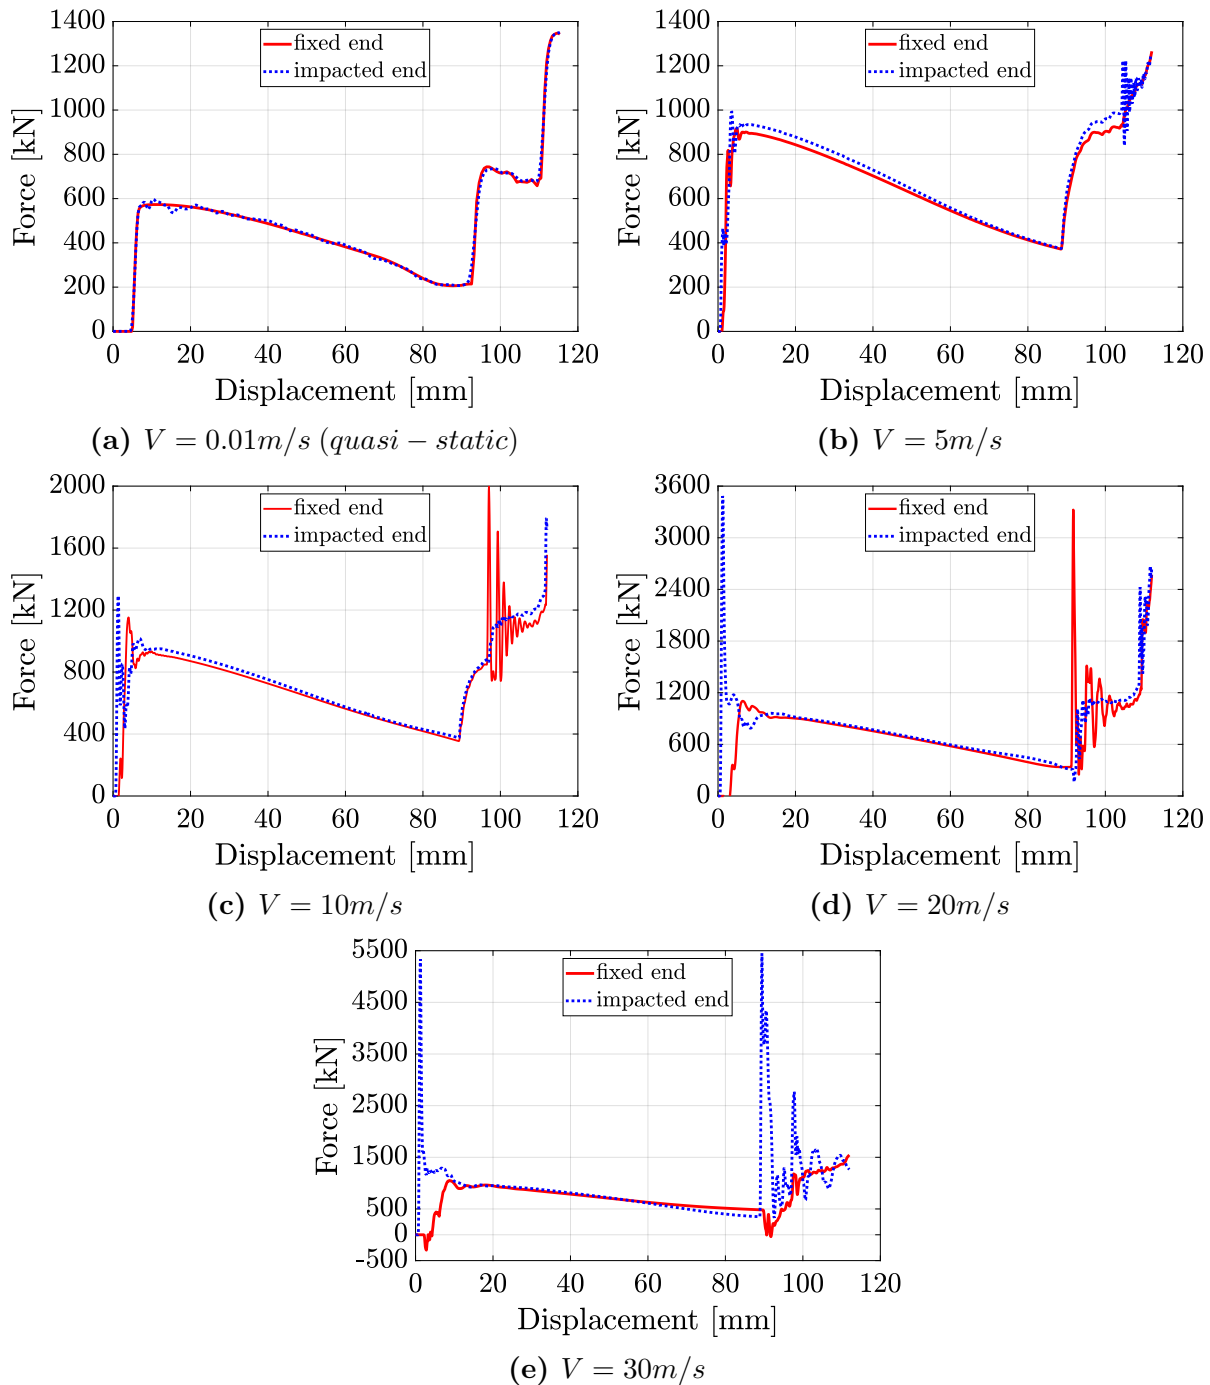 1400
1200
1000
800
600
400
200
0
Force [kN]
fixed end
impacted end
0 20 40 60 80 100 120
Displacement [mm]
(a) V = 0.01m/s (quasi − static)
1400
1200
1000
800
600
400
200
0
Force [kN]
fixed end
impacted end
0 20 40 60 80 100 120
Displacement [mm]
(b) V = 5m/s
2000
1600
1200
800
400
0
Force [kN]
fixed end
impacted end
0 20 40 60 80 100 120
Displacement [mm]
(c) V = 10m/s
3600
3000
2400
1800
1200
600
0
Force [kN]
fixed end
impacted end
0 20 40 60 80 100 120
Displacement [mm]
(d) V = 20m/s
5500
4500
3500
2500
1500
500
0
-500
Force [kN]
fixed end
impacted end
0 20 40 60 80 100 120
Displacement [mm]
(e) V = 30m/s